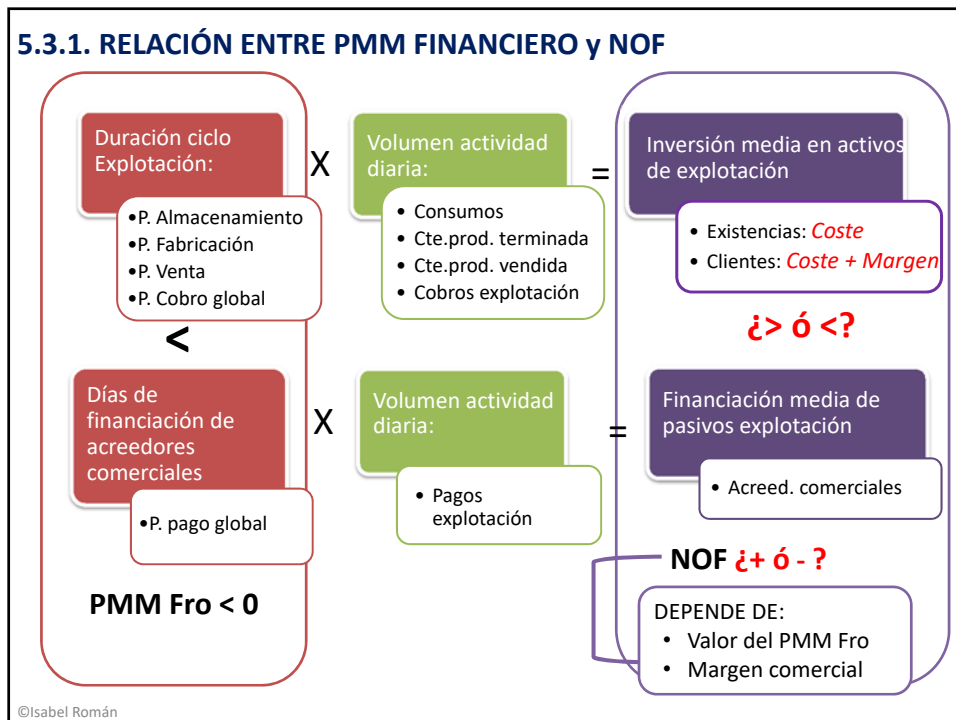 5.3.1. RELACIÓN ENTRE PMM FINANCIERO y NOF
Duración ciclo
Explotación:
•P. Almacenamiento
•P. Fabricación
•P. Venta
•P. Cobro global
X
Volumen actividad
diaria:
• Consumos
• Cte.prod. terminada
• Cte.prod. vendida
• Cobros explotación
=
Inversión media en activos
de explotación
• Existencias: Coste
• Clientes: Coste + Margen
<
¿> ó <?
Días de
financiación de
acreedores
comerciales
•P. pago global
X
Volumen actividad
diaria:
• Pagos
explotación
=
Financiación media de
pasivos explotación
• Acreed. comerciales
PMM Fro < 0
NOF ¿+ ó - ?
DEPENDE DE:
• Valor del PMM Fro
• Margen comercial
©Isabel Román